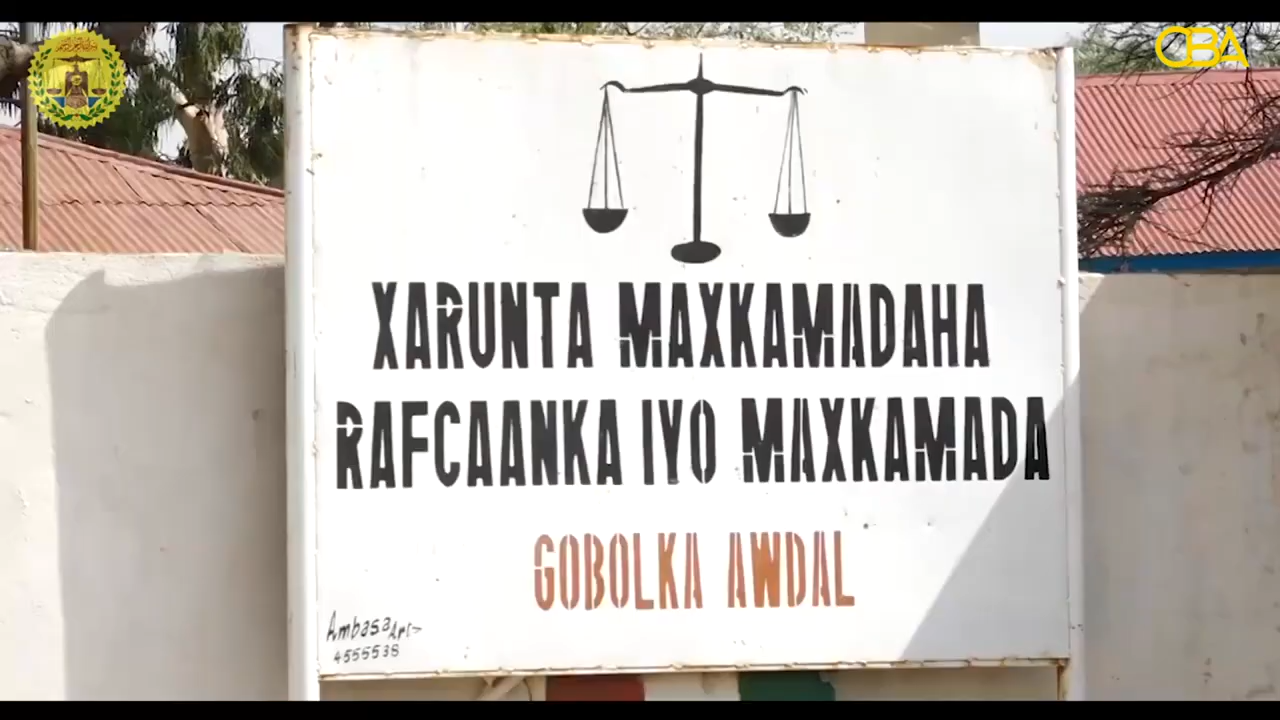 CBA
XARUNTA MAXKAMADAHA
RAFCAANKA IYO MAXKAMADA
GOBOLKA AWDAL
Ambasa Art
4555538